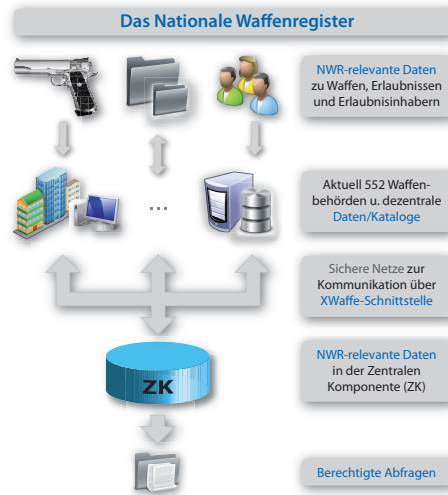 Das Nationale Waffenregister
NWR-relevante Daten
zu Waffen, Erlaubnissen
und Erlaubnisinhabern
Aktuell 552 Waffen-
behörden u. dezentrale
Daten/Kataloge
...
Sichere Netze zur
Kommunikation über
XWaffe-Schnittstelle
NWR-relevante Daten
in der Zentralen
Komponente (ZK)
ZK
Berechtigte Abfragen